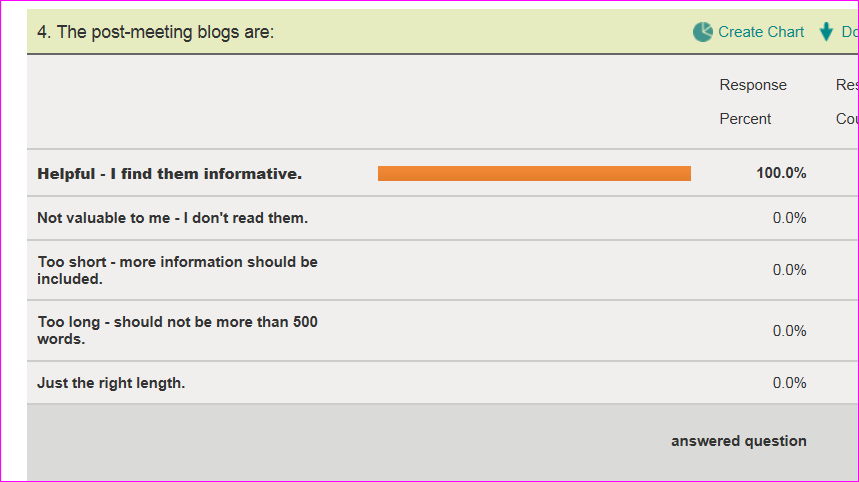 4. The post-meeting blogs are:
Create Chart
Response
Percent
Helpful - I find them informative.
100.0%
Not valuable to me - I don't read them.
0.0%
Too short - more information should be
included.
0.0%
Too long - should not be more than 500
words.
0.0%
Just the right length.
0.0%
answered question